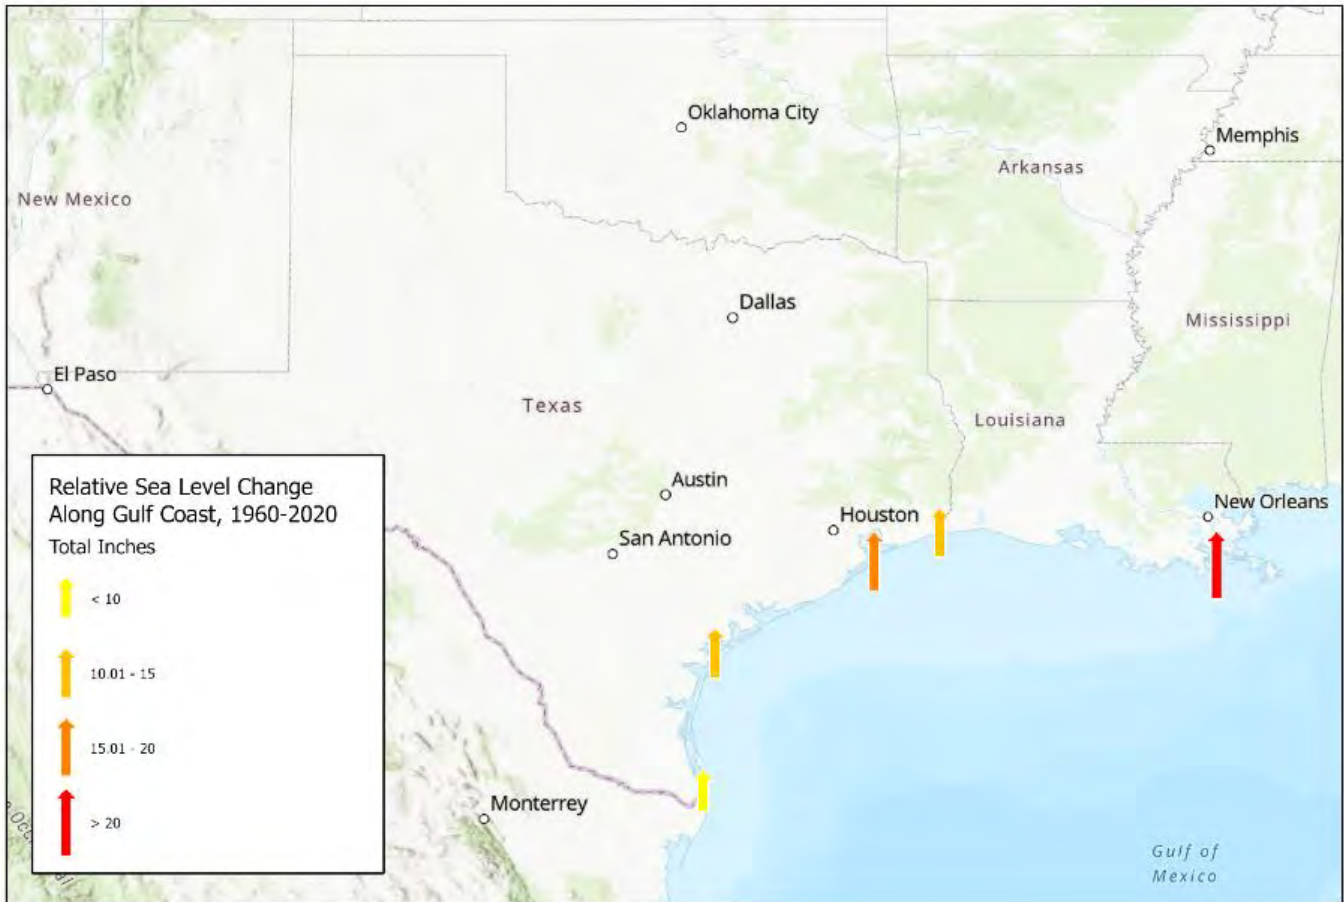 Oklahoma City
Memphis
Arkansas
New Mexico
Dallas
Mississippi
El Paso
Texas
Louisiana
Austin
Houston
New Orleans
San Antonio
Monterrey
Gulf of
Mexico
Relative Sea Level Change
Along Gulf Coast, 1960-2020
Total Inches
< 10
10.01 - 15
15.01 - 20
> 20